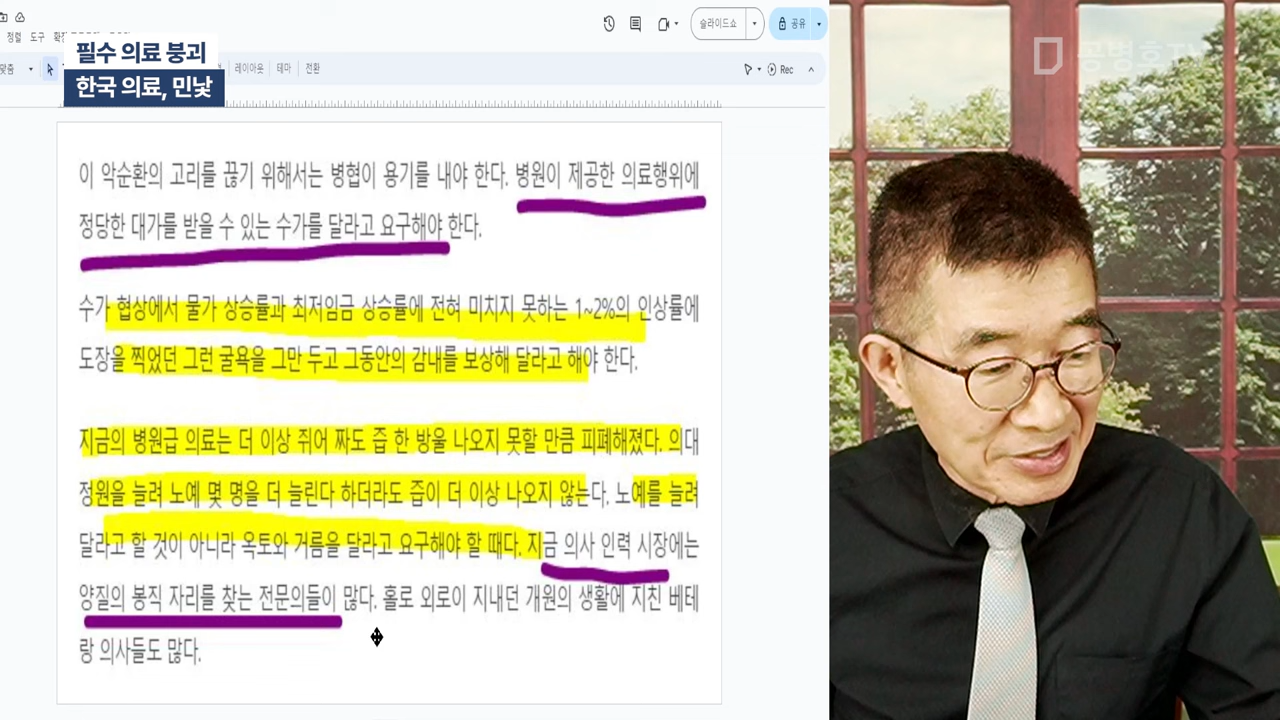 필수 의료 붕괴
한국 의료, 민낯
정렬 도구
슬라이드쇼
공유
맞춤
레이아웃 테마 전환
Rec
공병호TV
이 악순환의 고리를 끊기 위해서는 병협이 용기를 내야 한다. 병원이 제공한 의료행위에
정당한 대가를 받을 수 있는 수가를 달라고 요구해야 한다.
수가 협상에서 물가 상승률과 최저임금 상승률에 전혀 미치지 못하는 1~2%의 인상률에
도장을 찍었던 그런 굴욕을 그만 두고 그동안의 감내를 보상해 달라고 해야 한다.
지금의 병원급 의료는 더 이상 쥐어 짜도 즙 한 방울 나오지 못할 만큼 피폐해졌다. 의대
정원을 늘려 노예 몇 명을 더 늘린다 하더라도 즙이 더 이상 나오지 않는다. 노예를 늘려
달라고 할 것이 아니라 옥토와 거름을 달라고 요구해야 할 때다. 지금 의사 인력 시장에는
양질의 봉직 자리를 찾는 전문의들이 많다. 홀로 외로이 지내던 개원의 생활에 지친 베테
랑 의사들도 많다.